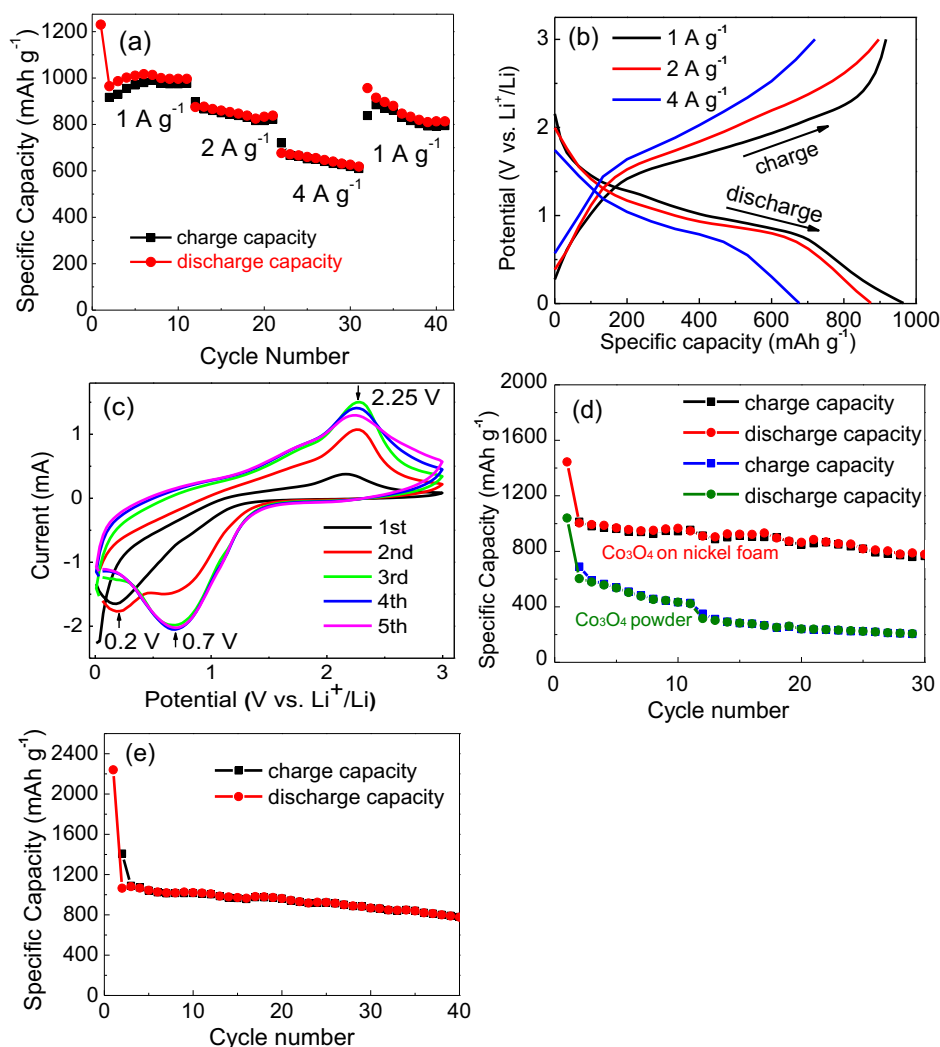 (a)
1200
1000
800
600
400
200
0
0
10
20
30
40
Specific Capacity (mAh g⁻¹)
Cycle Number
1 A g⁻¹
2 A g⁻¹
4 A g⁻¹
1 A g⁻¹
charge capacity
discharge capacity
(b)
3
2
1
0
0
200
400
600
800
1000
Potential (V vs. Li⁺/Li)
Specific capacity (mAh g⁻¹)
1 A g⁻¹
2 A g⁻¹
4 A g⁻¹
charge
discharge
(c)
2.25 V
1
0
-1
-2
0
1
2
3
Current (mA)
Potential (V vs. Li⁺/Li)
1st
2nd
3rd
4th
5th
0.2 V
0.7 V
(d)
2000
1600
1200
800
400
0
0
10
20
30
Specific Capacity (mAh g⁻¹)
Cycle number
charge capacity
discharge capacity
charge capacity
discharge capacity
Co₃O₄ on nickel foam
Co₃O₄ powder
(e)
2400
2000
1600
1200
800
400
0
0
10
20
30
40
Specific Capacity (mAh g⁻¹)
Cycle number
charge capacity
discharge capacity